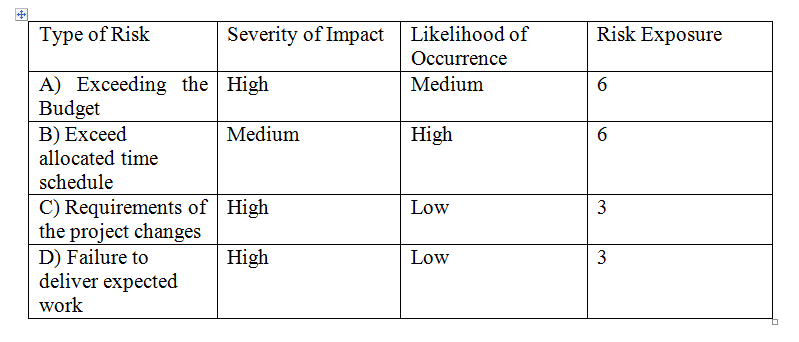 Type of Risk Severity of Impact Likelihood of Occurrence Risk Exposure
A) Exceeding the Budget High Medium 6
B) Exceed allocated time schedule Medium High 6
C) Requirements of the project changes High Low 3
D) Failure to deliver expected work High Low 3